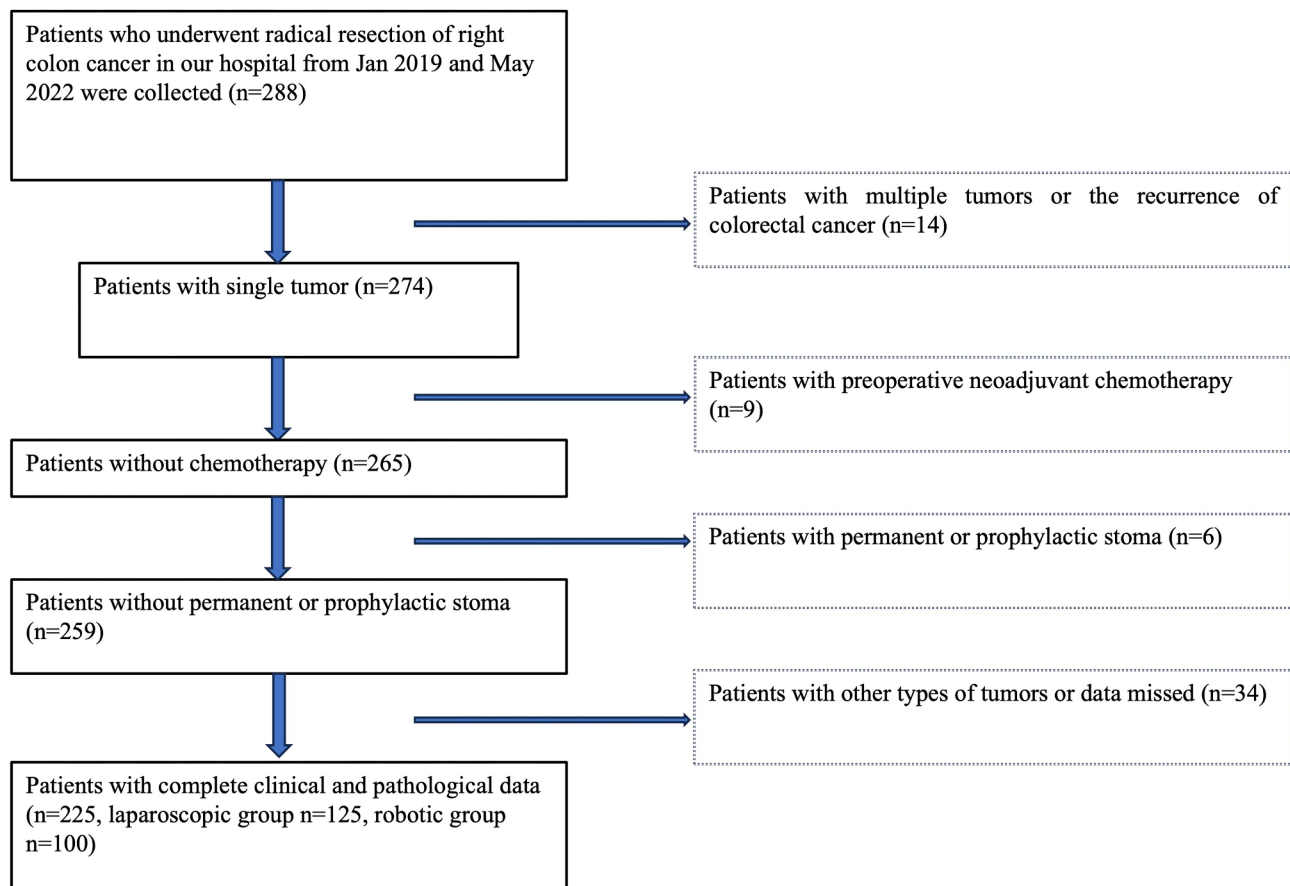 Patients who underwent radical resection of right
colon cancer in our hospital from Jan 2019 and May
2022 were collected (n=288)
Patients with multiple tumors or the recurrence of
colorectal cancer (n=14)
Patients with single tumor (n=274)
Patients with preoperative neoadjuvant chemotherapy
(n=9)
Patients without chemotherapy (n=265)
Patients with permanent or prophylactic stoma (n=6)
Patients without permanent or prophylactic stoma
(n=259)
Patients with other types of tumors or data missed (n=34)
Patients with complete clinical and pathological data
(n=225, laparoscopic group n=125, robotic group
n=100)